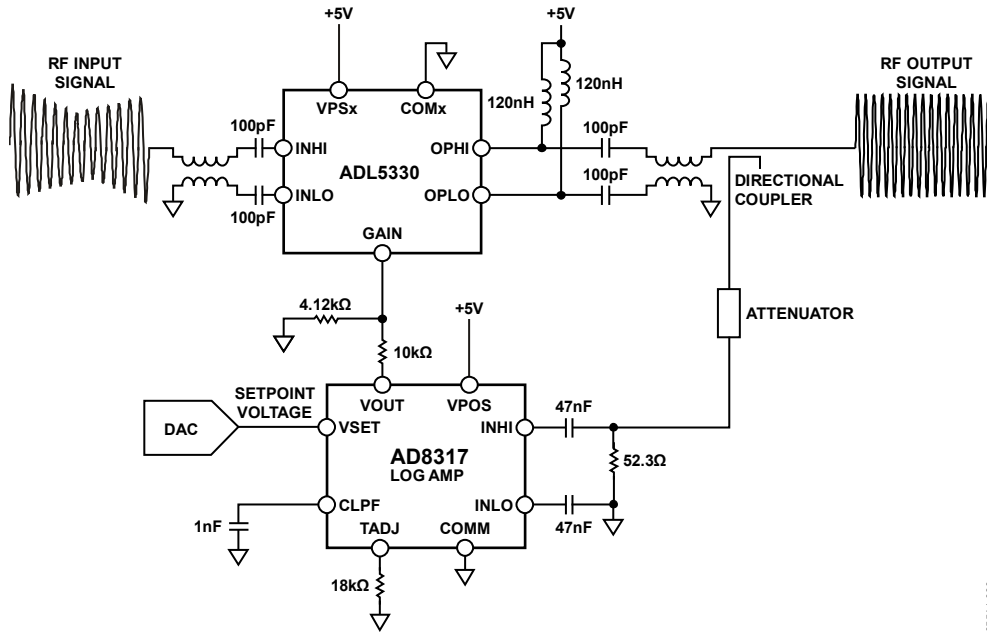 +5V
+5V
RF INPUT
SIGNAL
RF OUTPUT
SIGNAL
VPSx
COMx
120nH
120nH
100pF
100pF
INHI
OPHI
ADL5330
INLO
OPLO
100pF
100pF
DIRECTIONAL
COUPLER
GAIN
4.12kΩ
+5V
ATTENUATOR
10kΩ
SETPOINT
VOLTAGE
VOUT
VPOS
47nF
DAC
VSET
INHI
AD8317
LOG AMP
52.3Ω
CLPF
INLO
1nF
TADJ
COMM
47nF
18kΩ